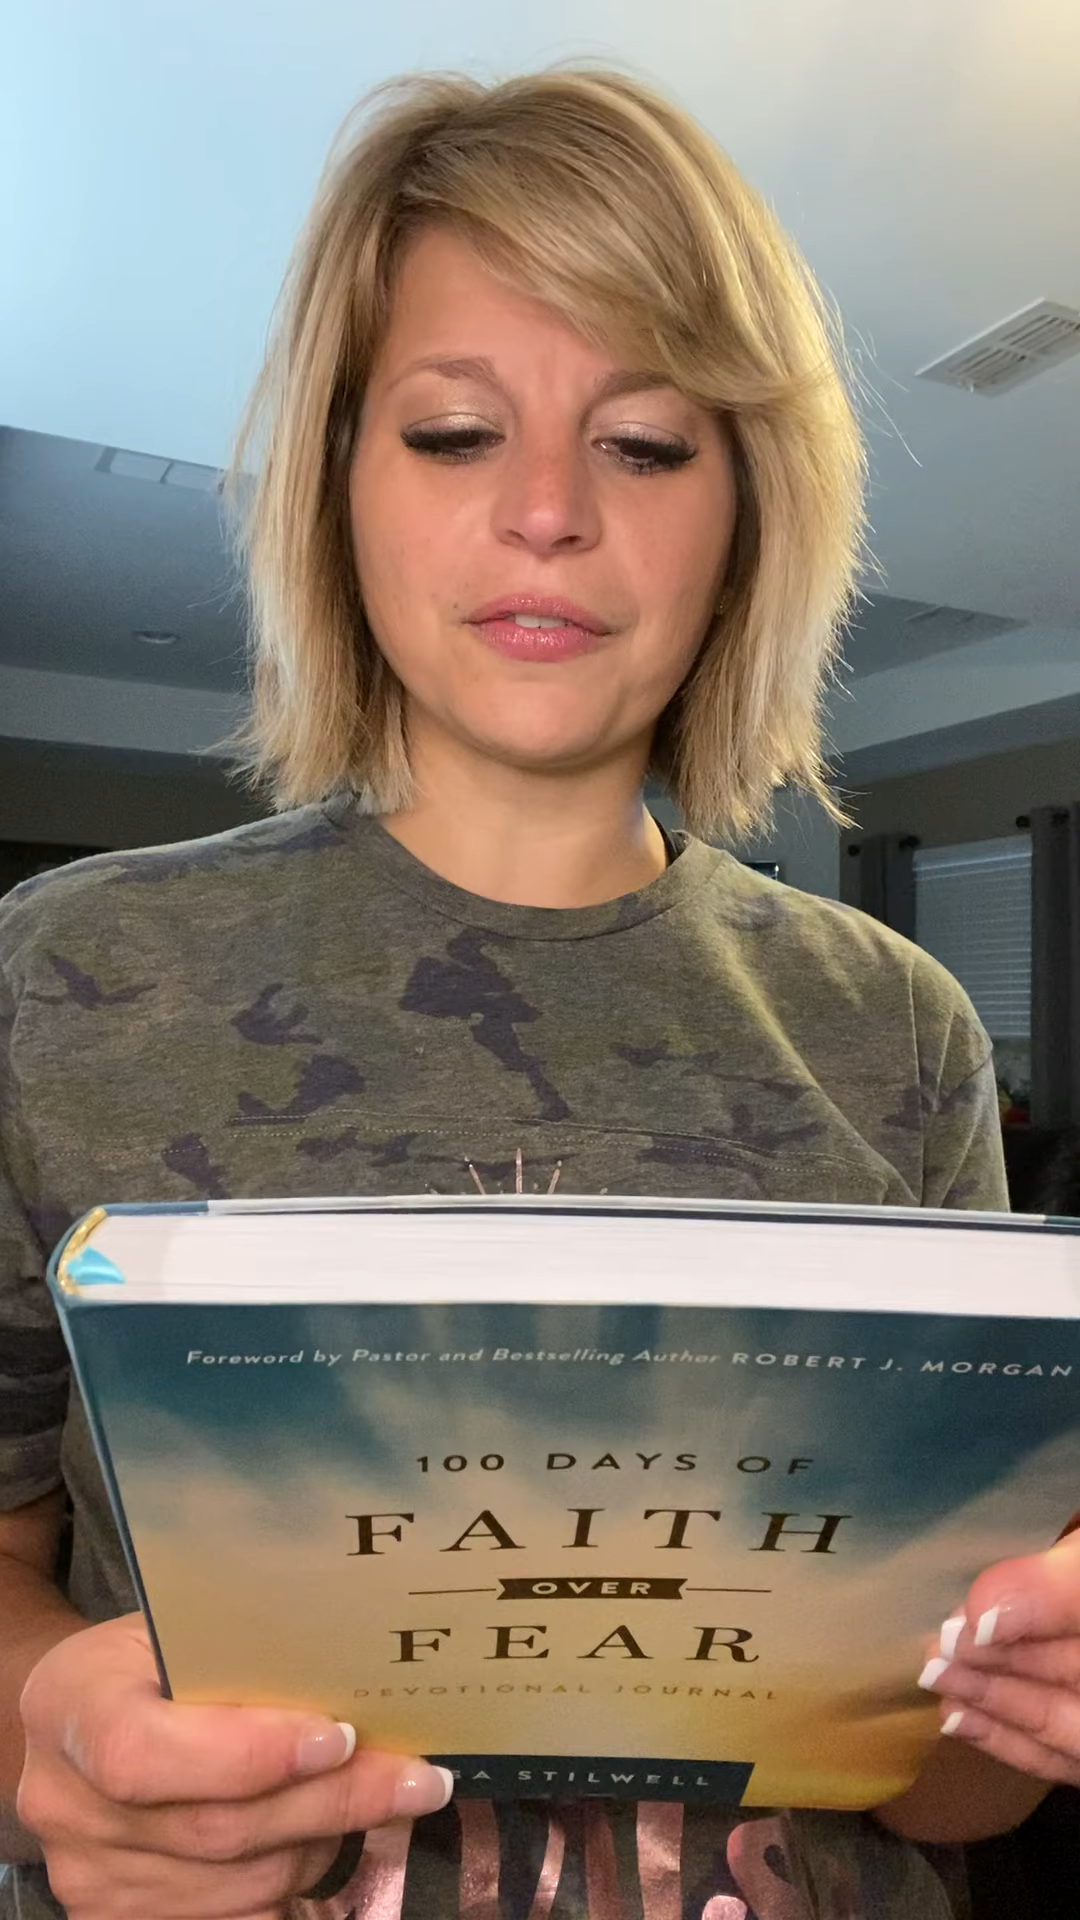 Foreword by Pastor and Bestselling Author ROBERT J. MORGAN
100 DAYS OF
FAITH
OVER
FEAR
DEVOTIONAL JOURNAL
STILWELL